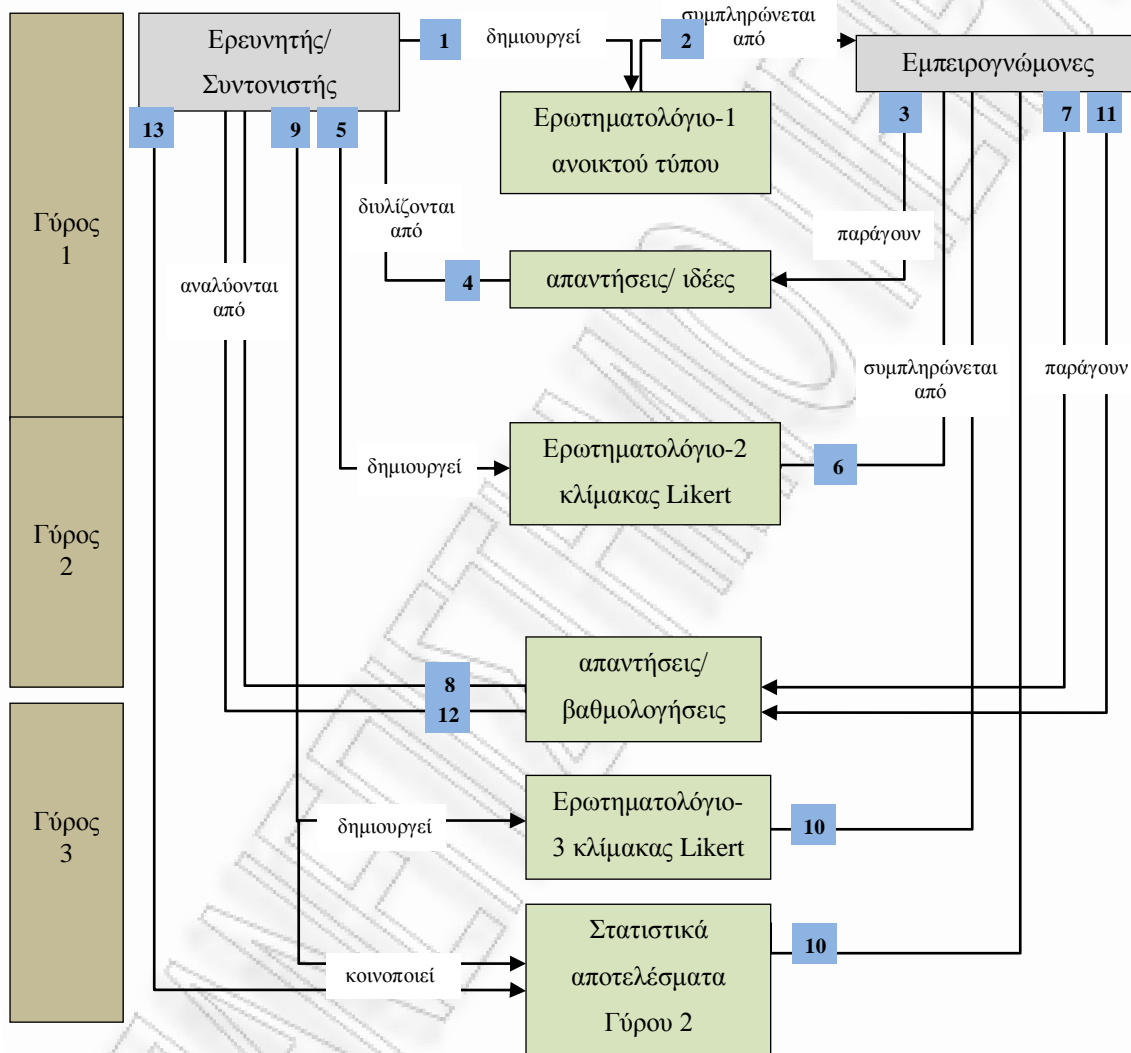 Ερευνητής/
Συντονιστής
1
δημιουργεί
2
συμπληρώνεται
από
Εμπειρογνώμονες
13
9
5
3
7
11
Ερωτηματολόγιο-1
ανοικτού τύπου
Γύρος
1
διυλίζονται
από
παράγουν
αναλύονται
από
4
απαντήσεις/ ιδέες
συμπληρώνεται
από
παράγουν
δημιουργεί
Ερωτηματολόγιο-2
κλίμακας Likert
6
Γύρος
2
8
12
απαντήσεις/
βαθμολογήσεις
Γύρος
3
δημιουργεί
Ερωτηματολόγιο-
3 κλίμακας Likert
10
κοινοποιεί
Στατιστικά
αποτελέσματα
Γύρου 2
10